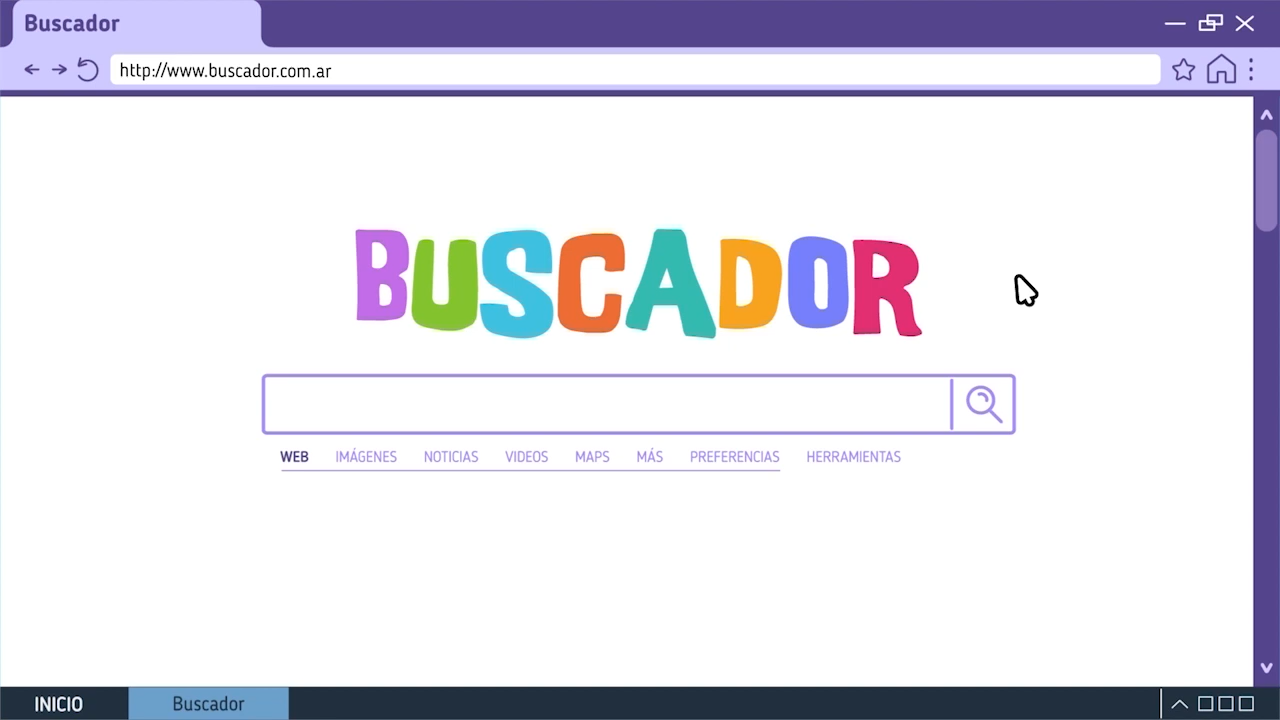 Buscador
http://www.buscador.com.ar
BUSCADOR
WEB IMÁGENES NOTICIAS VIDEOS MAPS MÁS PREFERENCIAS HERRAMIENTAS
INICIO Buscador